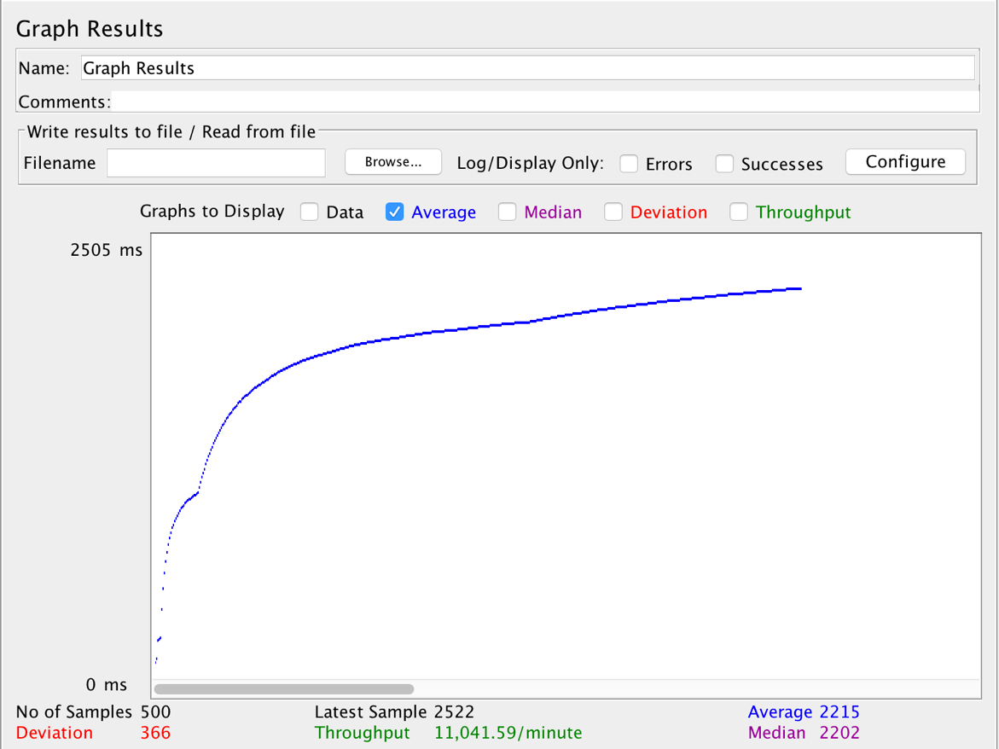 Graph Results
Name: Graph Results
Comments:
Write results to file / Read from file
Filename Browse... Log/Display Only: Errors Successes Configure
Graphs to Display Data Average Median Deviation Throughput
2505 ms
0 ms
No of Samples 500 Latest Sample 2522 Average 2215
Deviation 366 Throughput 11,041.59/minute Median 2202